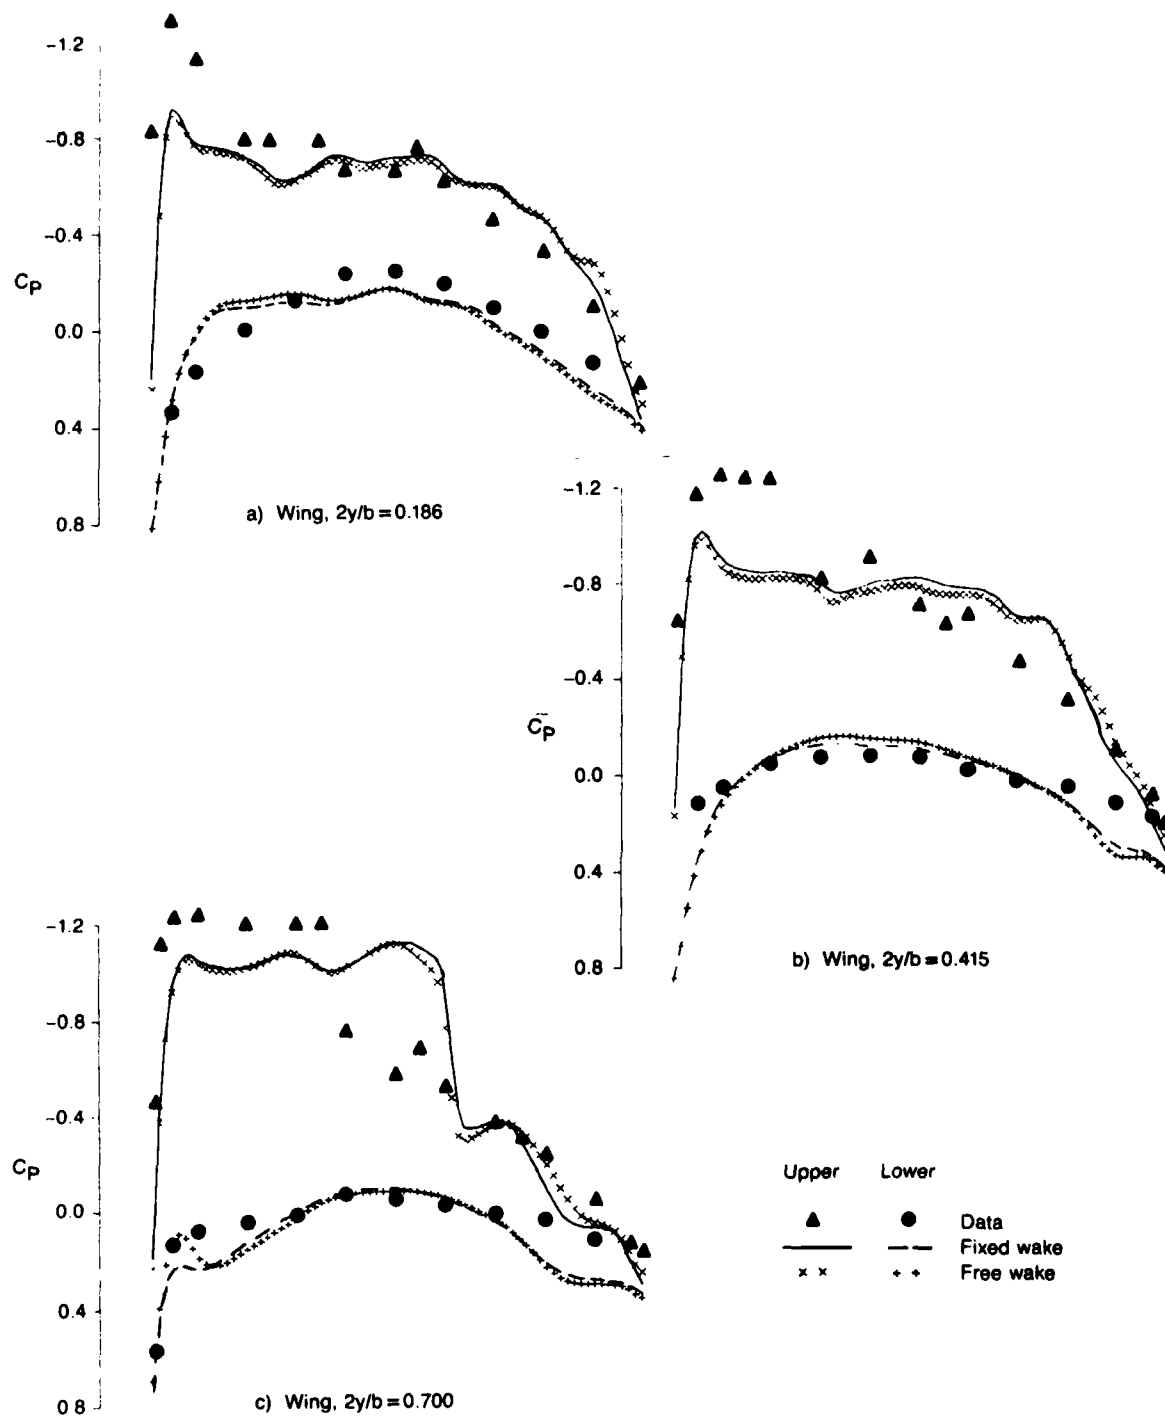 -1.2
-0.8
-0.4
CP
0.0
0.4
0.8
a) Wing, 2y/b=0.186
-1.2
-0.8
-0.4
CP
0.0
0.4
0.8
b) Wing, 2y/b=0.415
-1.2
-0.8
-0.4
CP
0.0
0.4
0.8
c) Wing, 2y/b=0.700
Upper Lower
Data
Fixed wake
Free wake